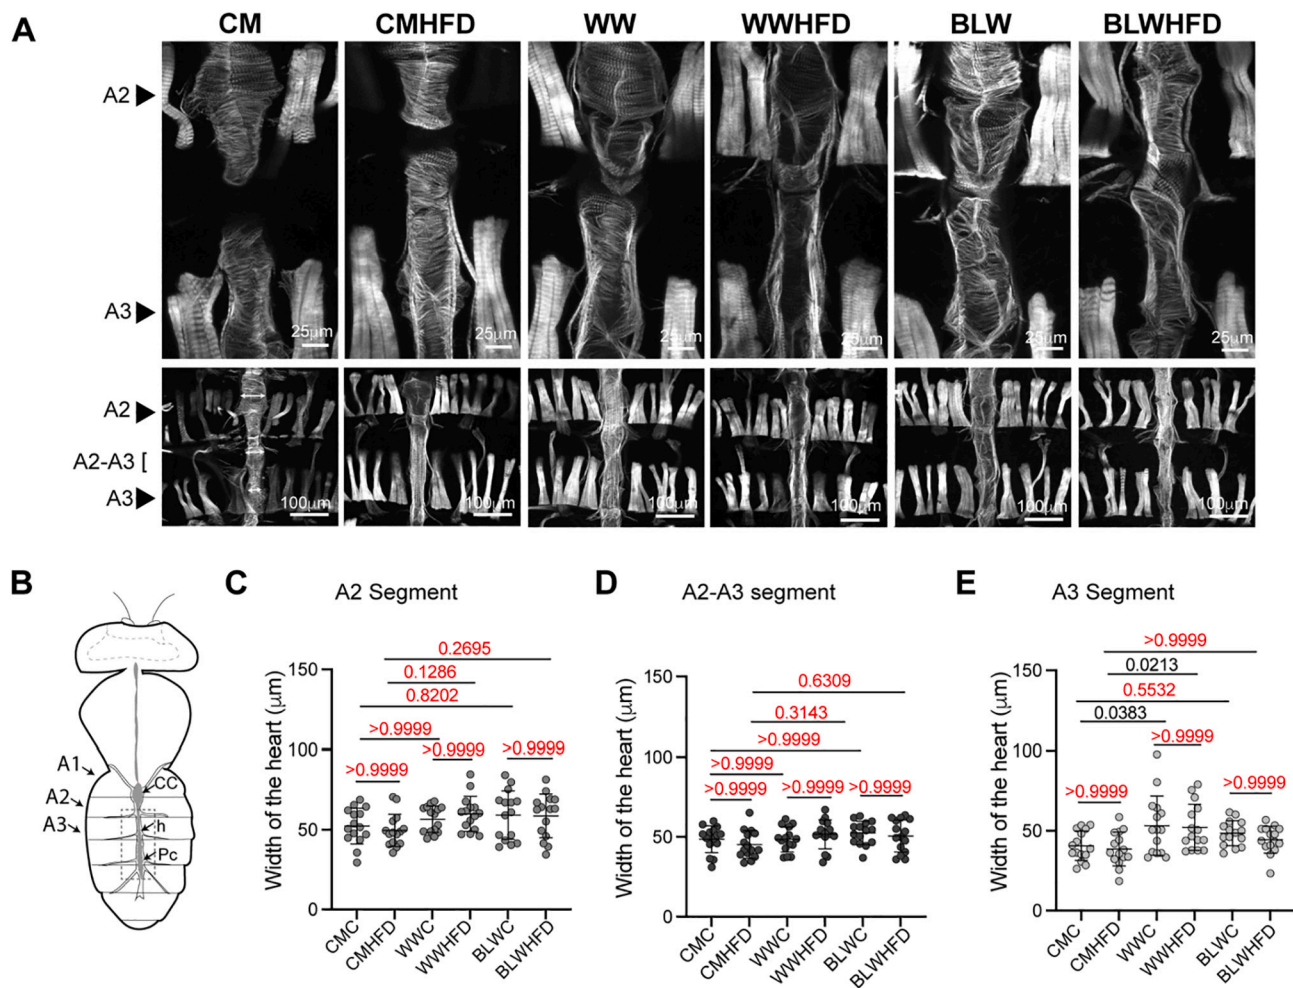 A
CM CMHFD WW WWHFD BLW BLWHFD
A2
A3
25μm 25μm 25μm 25μm 25μm 25μm
A2
A2-A3 [
A3
100μm 100μm 100μm 100μm 100μm 100μm
B
A1
A2
A3
CC
h
Pc
C
A2 Segment
Width of the heart (μm)
150
100
50
0
0.2695
0.1286
0.8202
>0.9999
>0.9999 >0.9999
>0.9999
CMC CMHFD WWC WWHFD BLWC BLWHFD
D
A2-A3 segment
Width of the heart (μm)
150
100
50
0
0.6309
0.3143
>0.9999
>0.9999
>0.9999 >0.9999 >0.9999
CMC CMHFD WWC WWHFD BLWC BLWHFD
E
A3 Segment
Width of the heart (μm)
150
100
50
0
>0.9999
0.0213
0.5532
0.0383
>0.9999
>0.9999 >0.9999
CMC CMHFD WWC WWHFD BLWC BLWHFD